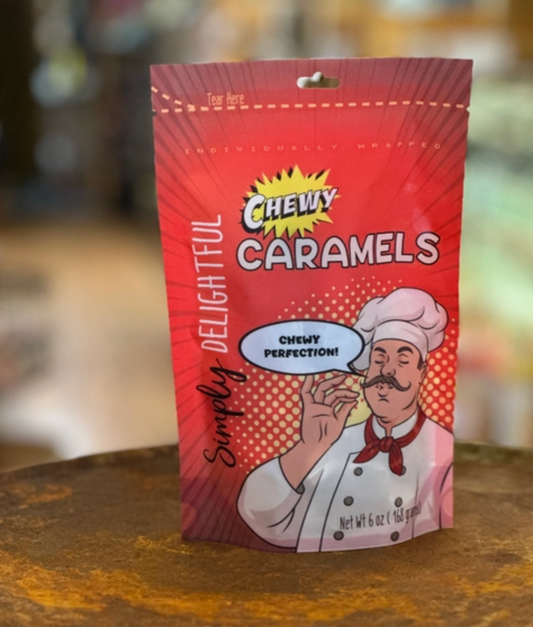 Tear Here
INDIVIDUALLY WRAPPED
CHEWY
CARAMELS
Simply DELIGHTFUL
CHEWY
PERFECTION!
Net Wt 6 oz ( 168 grams)